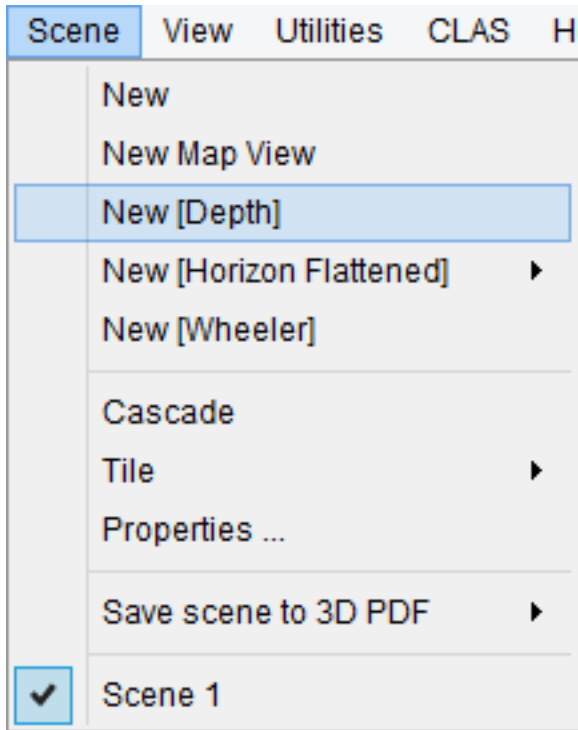 Scene View Utilities CLAS H
New
New Map View
New [Depth]
New [Horizon Flattened]
New [Wheeler]
Cascade
Tile
Properties ...
Save scene to 3D PDF
Scene 1